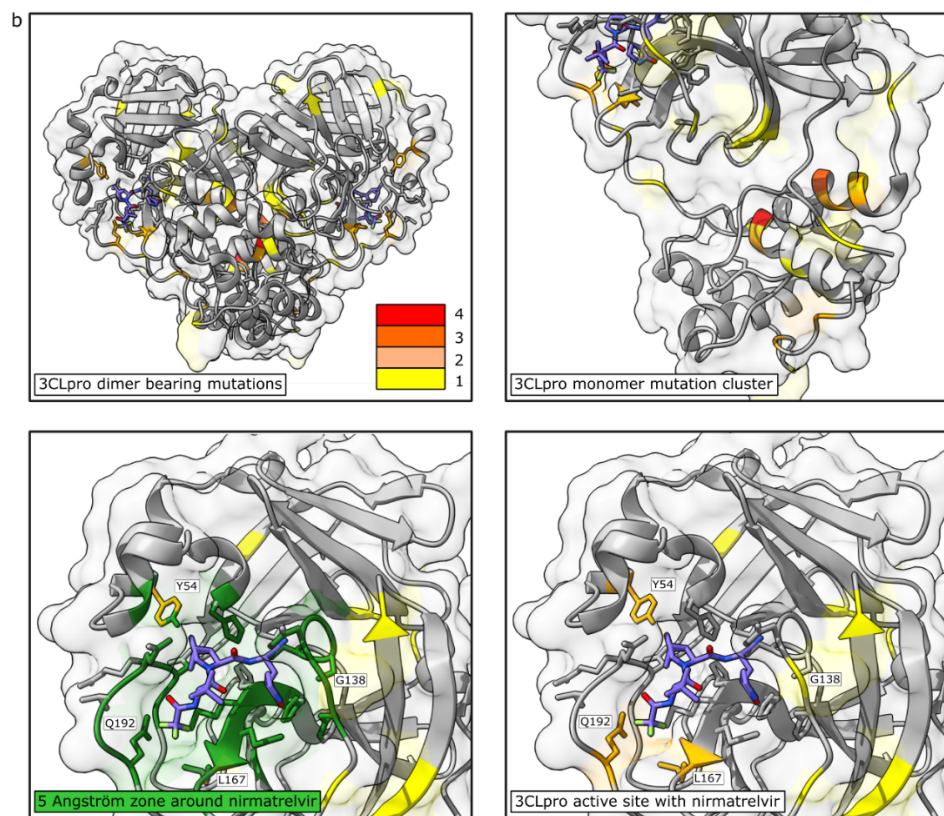 b
4
3
2
1
3CLpro dimer bearing mutations
3CLpro monomer mutation cluster
Y54
G138
Q192
L167
5 Angström zone around nirmatrelvir
Y54
G138
Q192
L167
3CLpro active site with nirmatrelvir